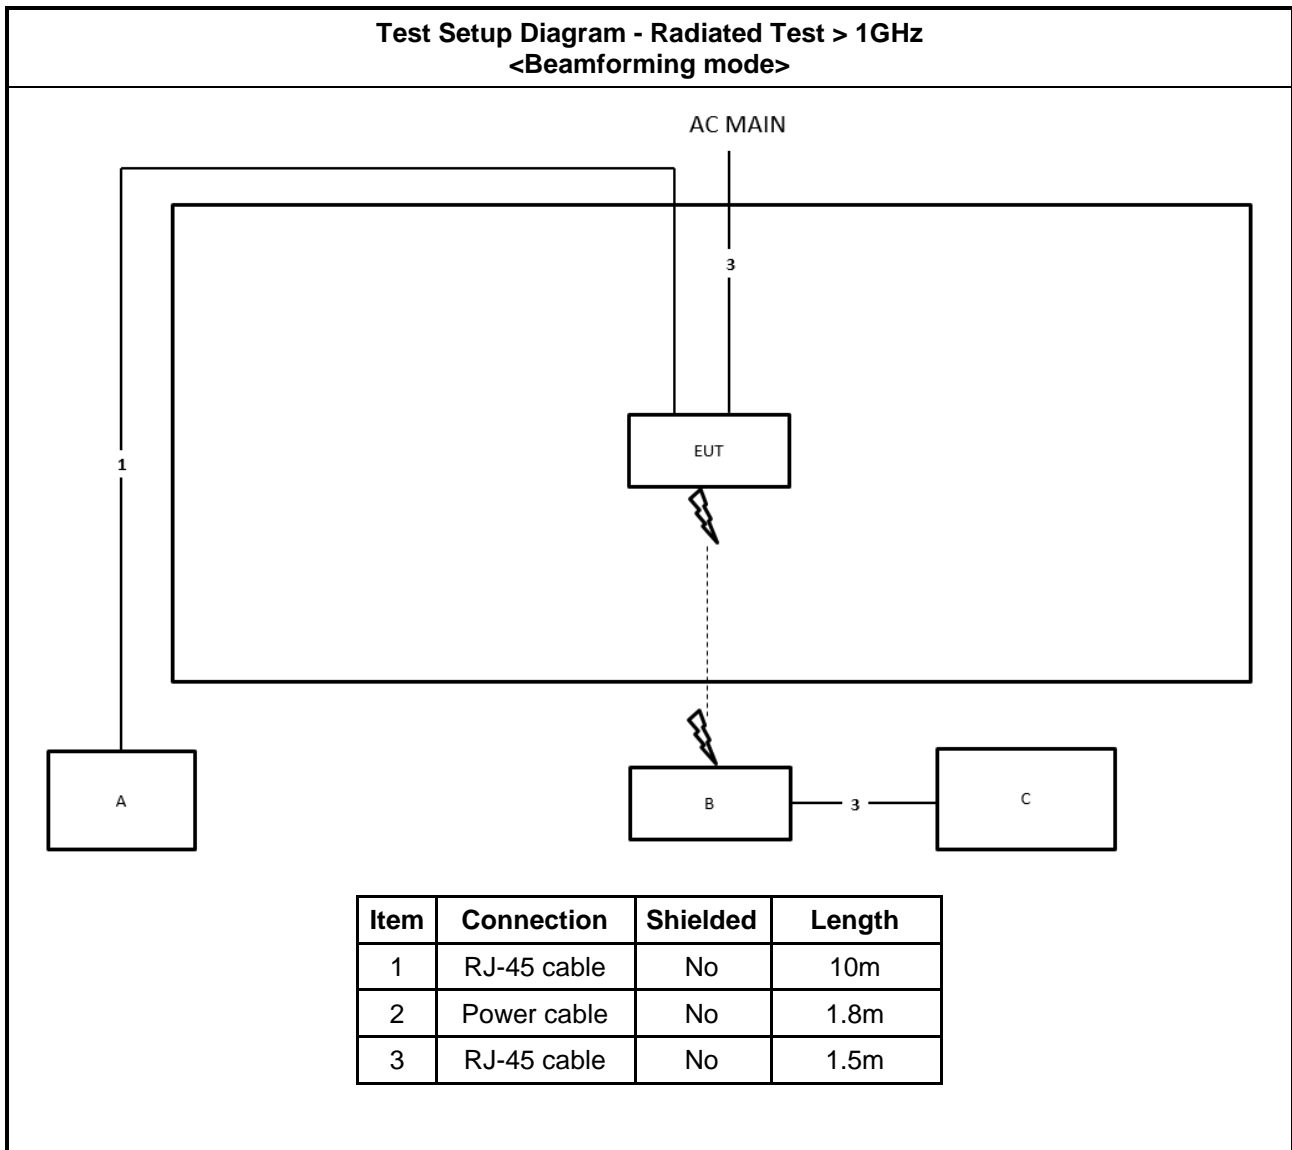 Test Setup Diagram - Radiated Test > 1GHz
<Beamforming mode>
AC MAIN
3
1
EUT
A
B
3
C
Item Connection Shielded Length
1 RJ-45 cable No 10m
2 Power cable No 1.8m
3 RJ-45 cable No 1.5m